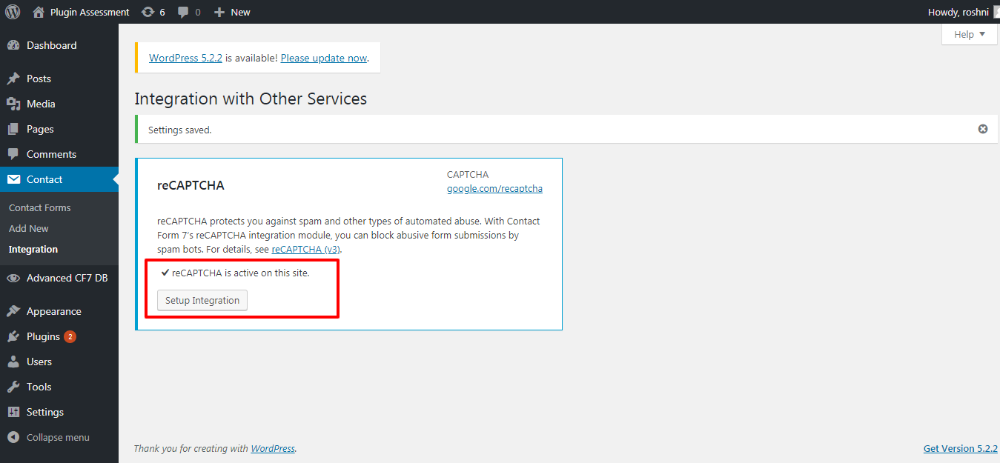 Plugin Assessment 6 0 New Howdy, roshni
Help
Dashboard
Posts
Media
Pages
Comments
Contact
Contact Forms
Add New
Integration
Advanced CF7 DB
Appearance
Plugins 2
Users
Tools
Settings
Collapse menu
WordPress 5.2.2 is available! Please update now.
Integration with Other Services
Settings saved.
reCAPTCHA
CAPTCHA
google.com/recaptcha
reCAPTCHA protects you against spam and other types of automated abuse. With Contact
Form 7’s reCAPTCHA integration module, you can block abusive form submissions by
spam bots. For details, see reCAPTCHA (v3).
reCAPTCHA is active on this site.
Setup Integration
Thank you for creating with WordPress.
Get Version 5.2.2